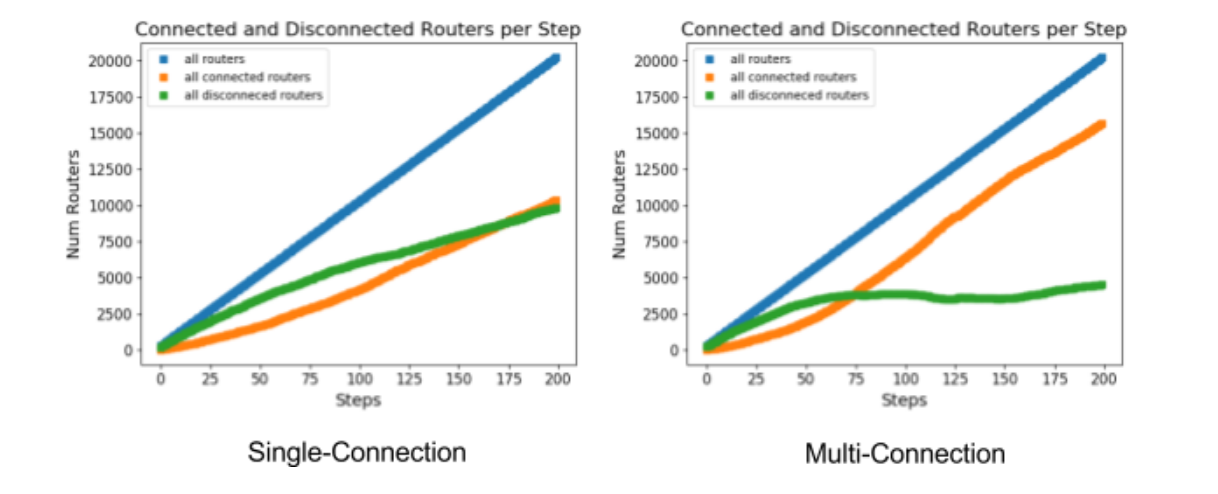 Connected and Disconnected Routers per Step
all routers
all connected routers
all disconneced routers
20000
17500
15000
12500
10000
7500
5000
2500
0
Num Routers
0 25 50 75 100 125 150 175 200
Steps
Single-Connection
Connected and Disconnected Routers per Step
all routers
all connected routers
all disconneced routers
20000
17500
15000
12500
10000
7500
5000
2500
0
Num Routers
0 25 50 75 100 125 150 175 200
Steps
Multi-Connection